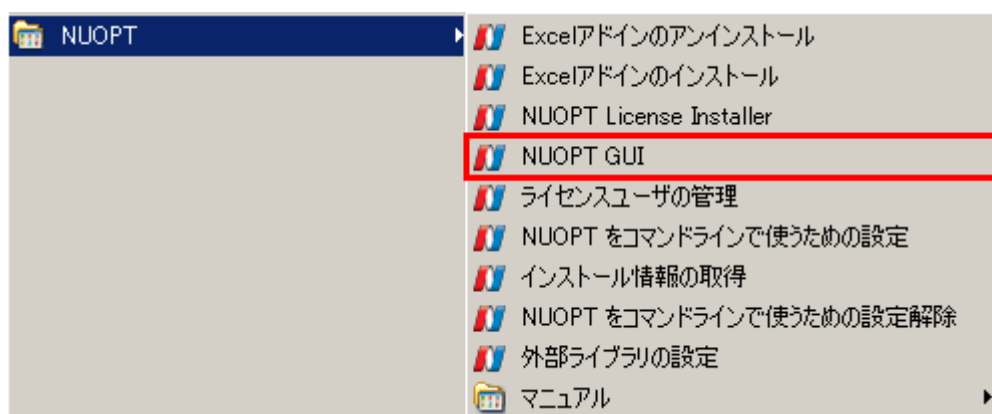 NUOPT
Excelアドインのアンインストール
Excelアドインのインストール
NUOPT License Installer
NUOPT GUI
ライセンスユーザの管理
NUOPT をコマンドラインで使うための設定
インストール情報の取得
NUOPT をコマンドラインで使うための設定解除
外部ライブラリの設定
マニュアル